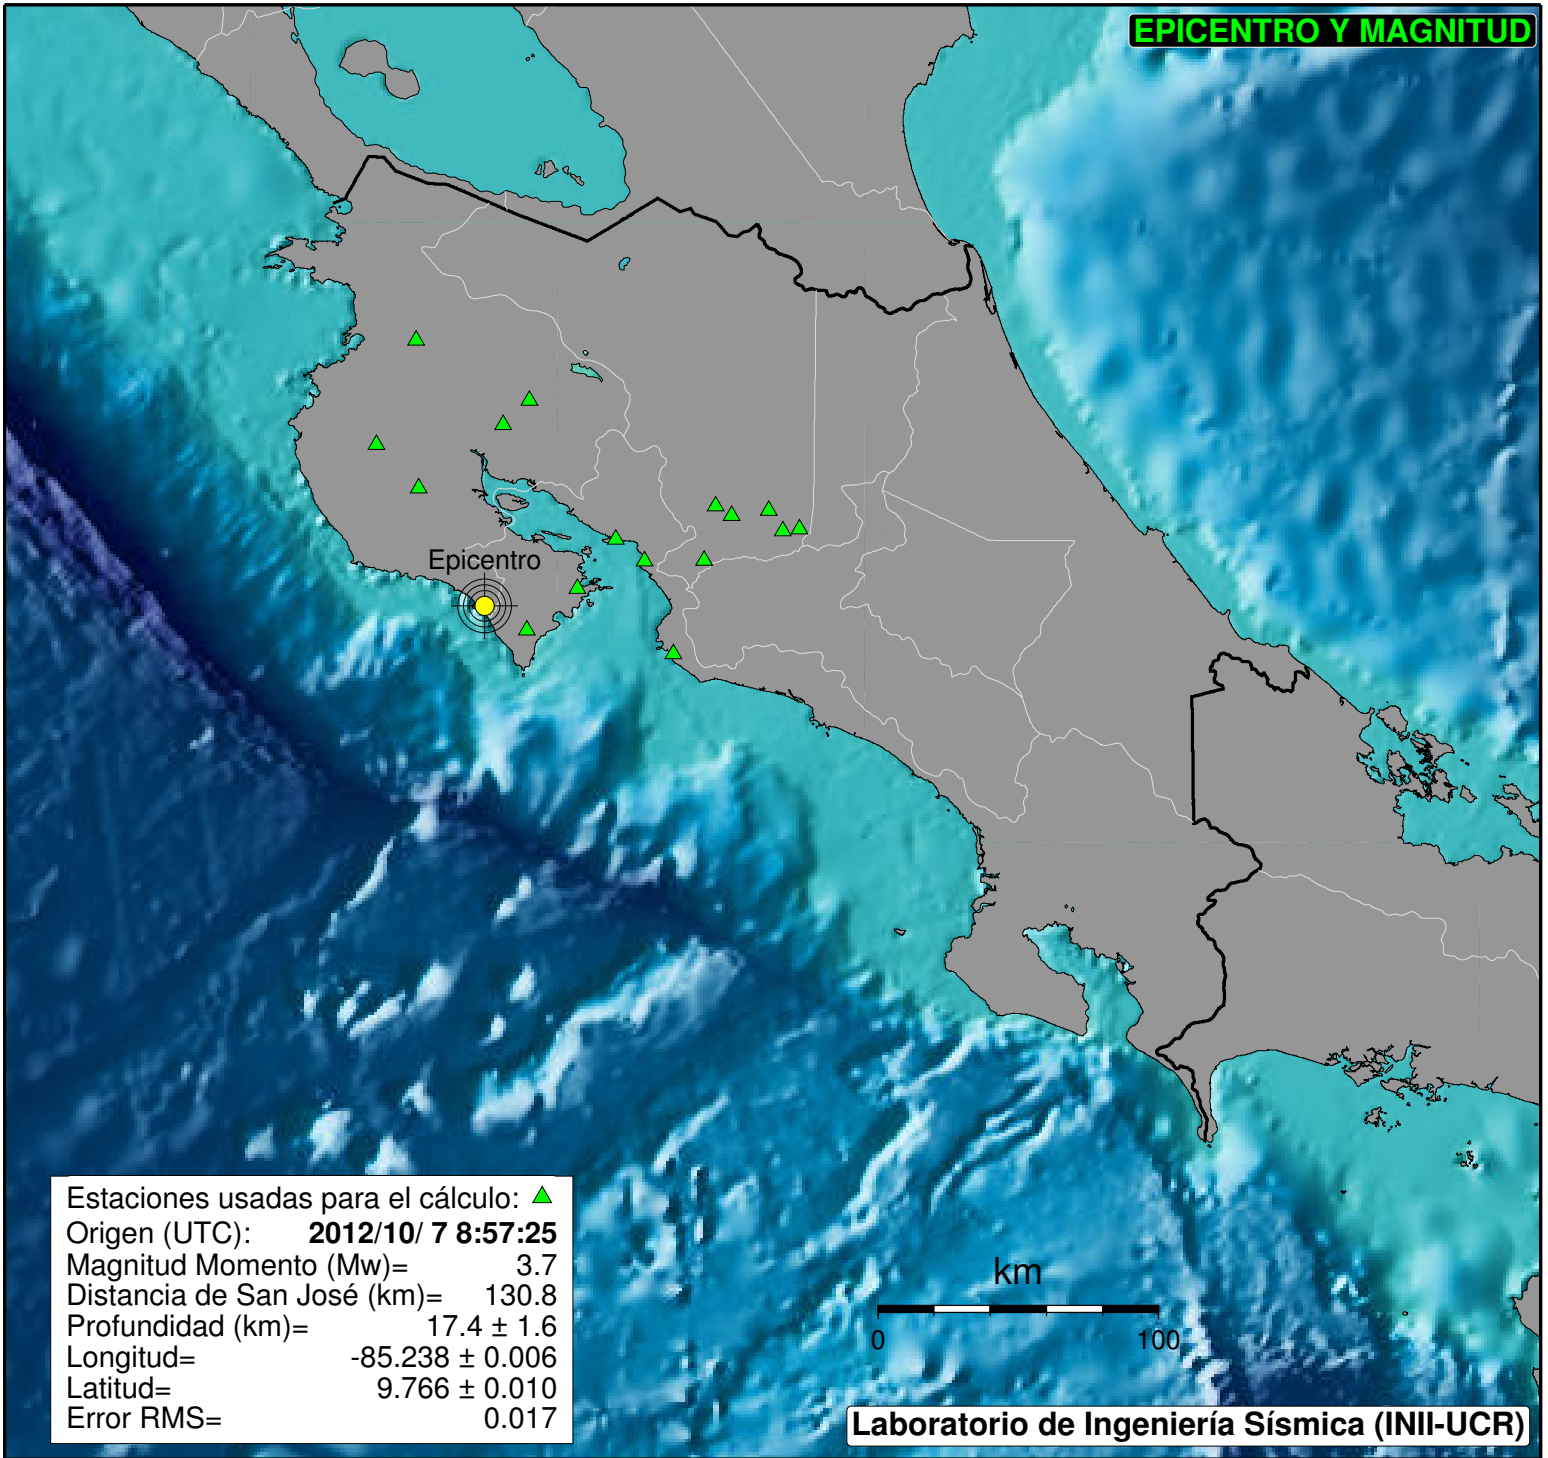 EPICENTRO Y MAGNITUD
Epicentro
Estaciones usadas para el cálculo:
Origen (UTC): 2012/10/ 7 8:57:25
Magnitud Momento (Mw)= 3.7
Distancia de San José (km)= 130.8
Profundidad (km)= 17.4 ± 1.6
Longitud= -85.238 ± 0.006
Latitud= 9.766 ± 0.010
Error RMS= 0.017
km
0 100
Laboratorio de Ingeniería Sísmica (INII-UCR)